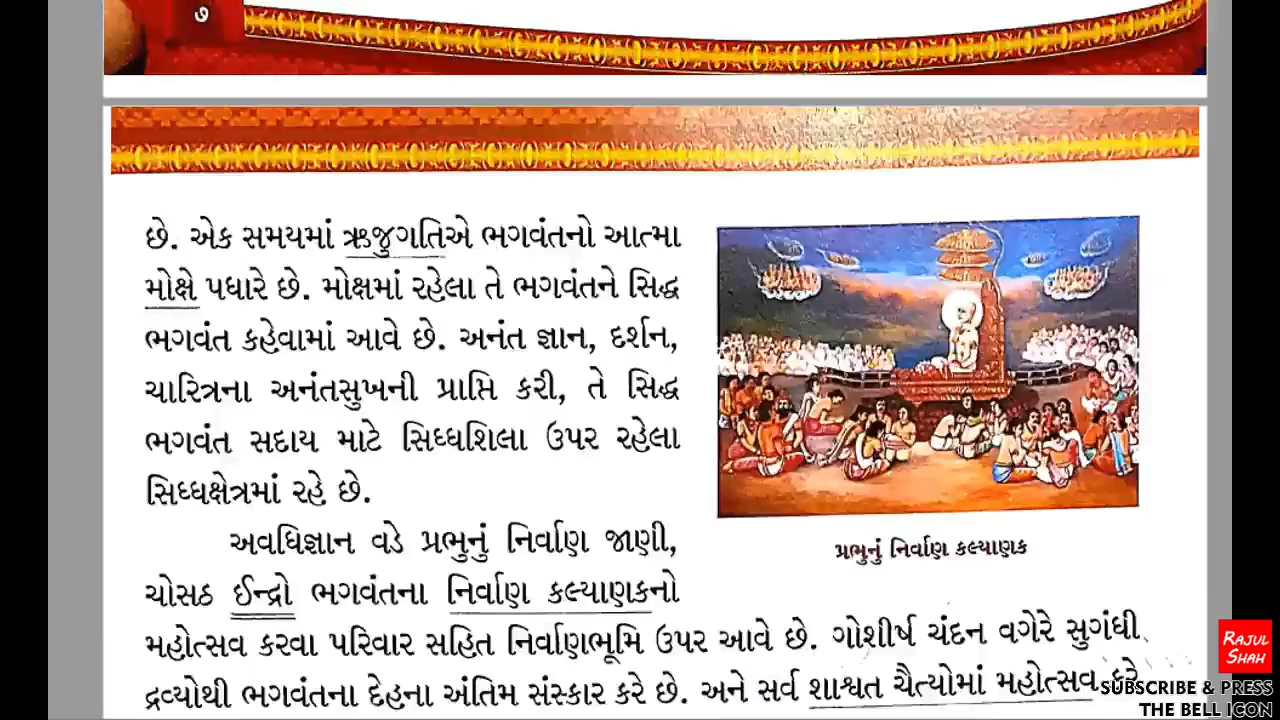 ૭
છે. એક સમયમાં ઋજુગતિએ ભગવંતનો આત્મા
મોક્ષે પધારે છે. મોક્ષમાં રહેલા તે ભગવંતને સિદ્ધ
ભગવંત કહેવામાં આવે છે. અનંત જ્ઞાન, દર્શન,
ચારિત્રના અનંતસુખની પ્રાપ્તિ કરી, તે સિદ્ધ
ભગવંત સદાય માટે સિધ્ધશિલા ઉપર રહેલા
સિધ્ધક્ષેત્રમાં રહે છે.
પ્રભુનું નિર્વાણ કલ્યાણક
અવધિજ્ઞાન વડે પ્રભુનું નિર્વાણ જાણી,
ચોસઠ ઈન્દ્રો ભગવંતના નિર્વાણ કલ્યાણકનો
મહોત્સવ કરવા પરિવાર સહિત નિર્વાણભૂમિ ઉપર આવે છે. ગોશીર્ષ ચંદન વગેરે સુગંધી
દ્રવ્યોથી ભગવંતના દેહના અંતિમ સંસ્કાર કરે છે. અને સર્વ શાશ્વત ચૈત્યોમાં મહોત્સવ
RAJUL
SHAH
SUBSCRIBE & PRESS
THE BELL ICON